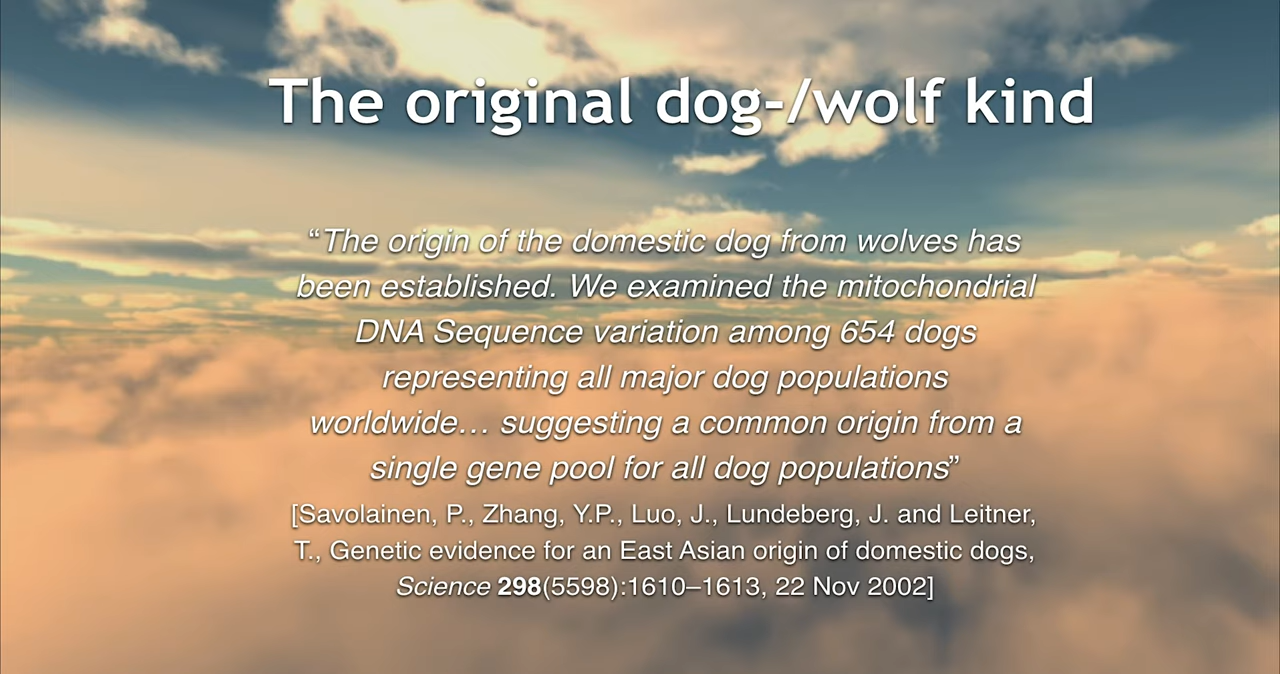 The original dog-/wolf kind
“The origin of the domestic dog from wolves has
been established. We examined the mitochondrial
DNA Sequence variation among 654 dogs
representing all major dog populations
worldwide… suggesting a common origin from a
single gene pool for all dog populations”
[Savolainen, P., Zhang, Y.P., Luo, J., Lundeberg, J. and Leitner,
T., Genetic evidence for an East Asian origin of domestic dogs,
Science 298(5598):1610–1613, 22 Nov 2002]